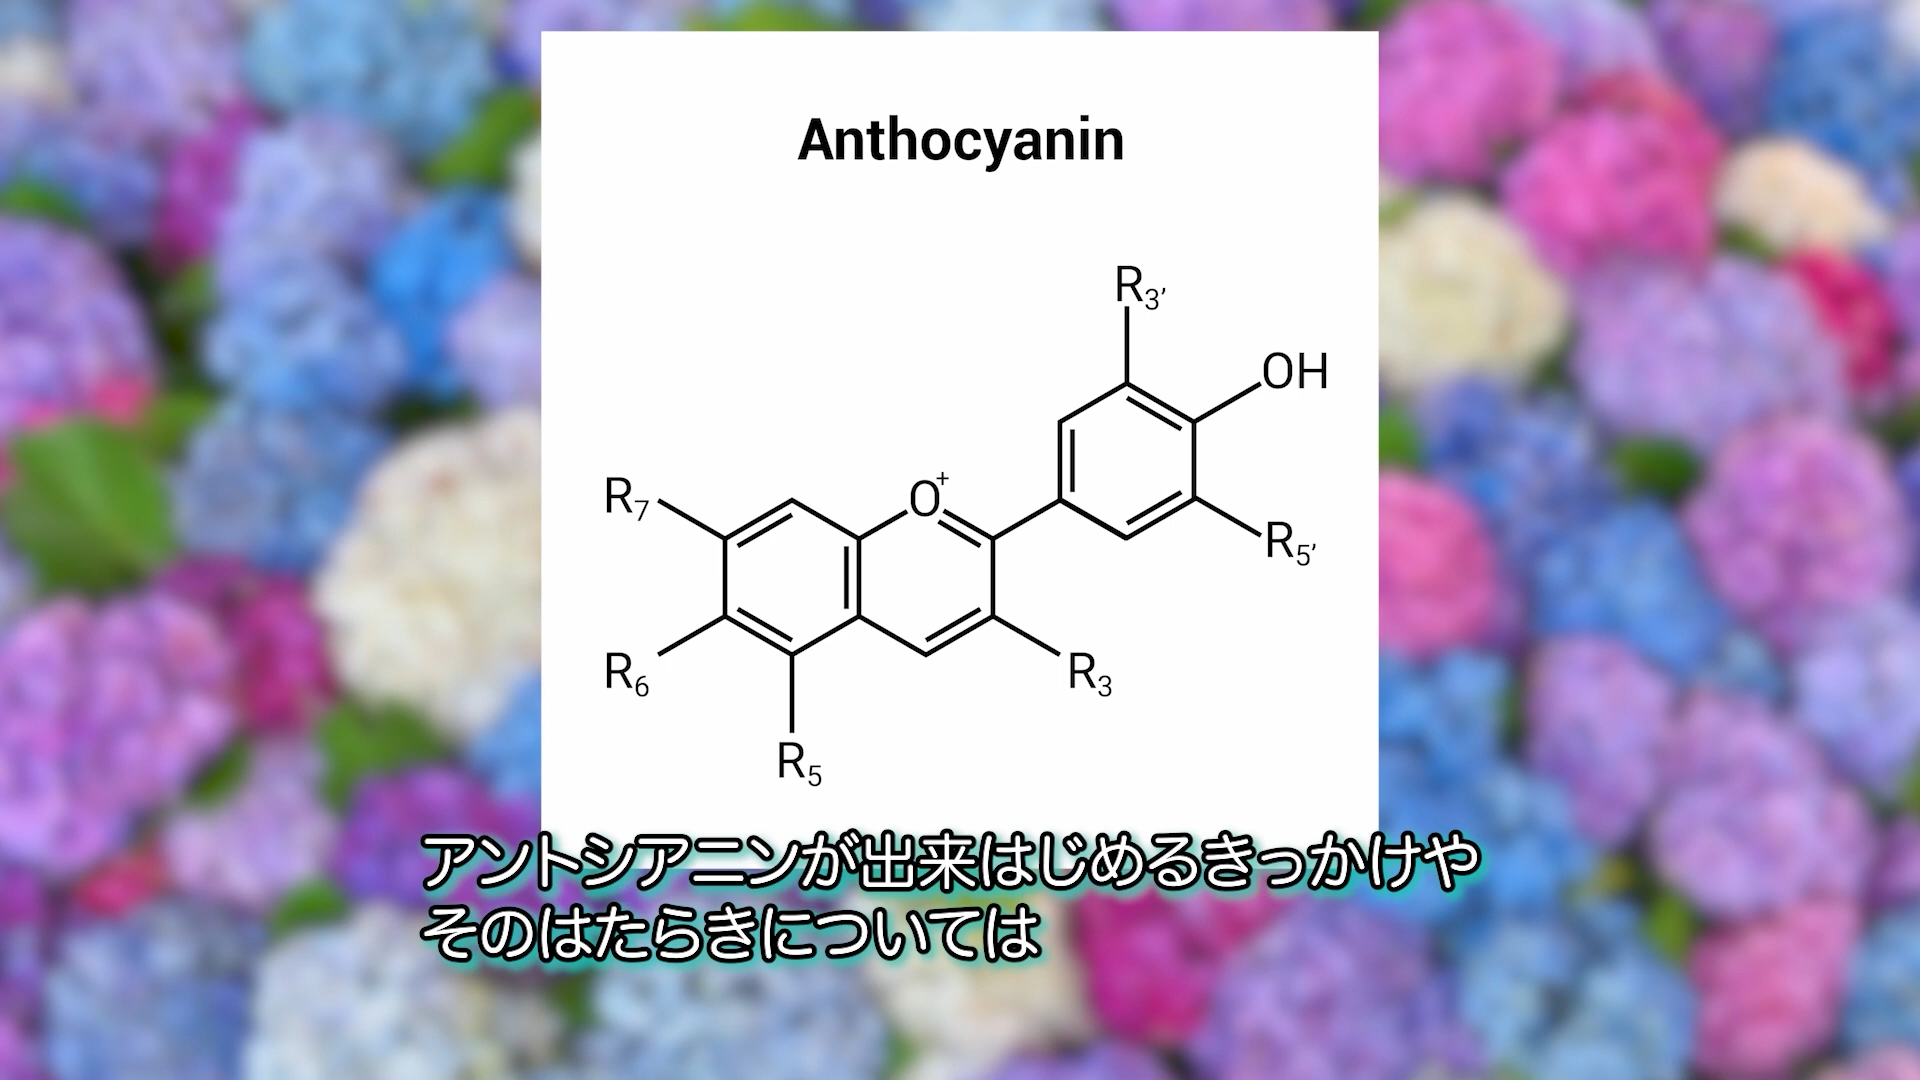 Anthocyanin
R3’
OH
R7
O+
R5’
R6
R3
R5
アントシアニンが出来はじめるきっかけや
そのはたらきについては